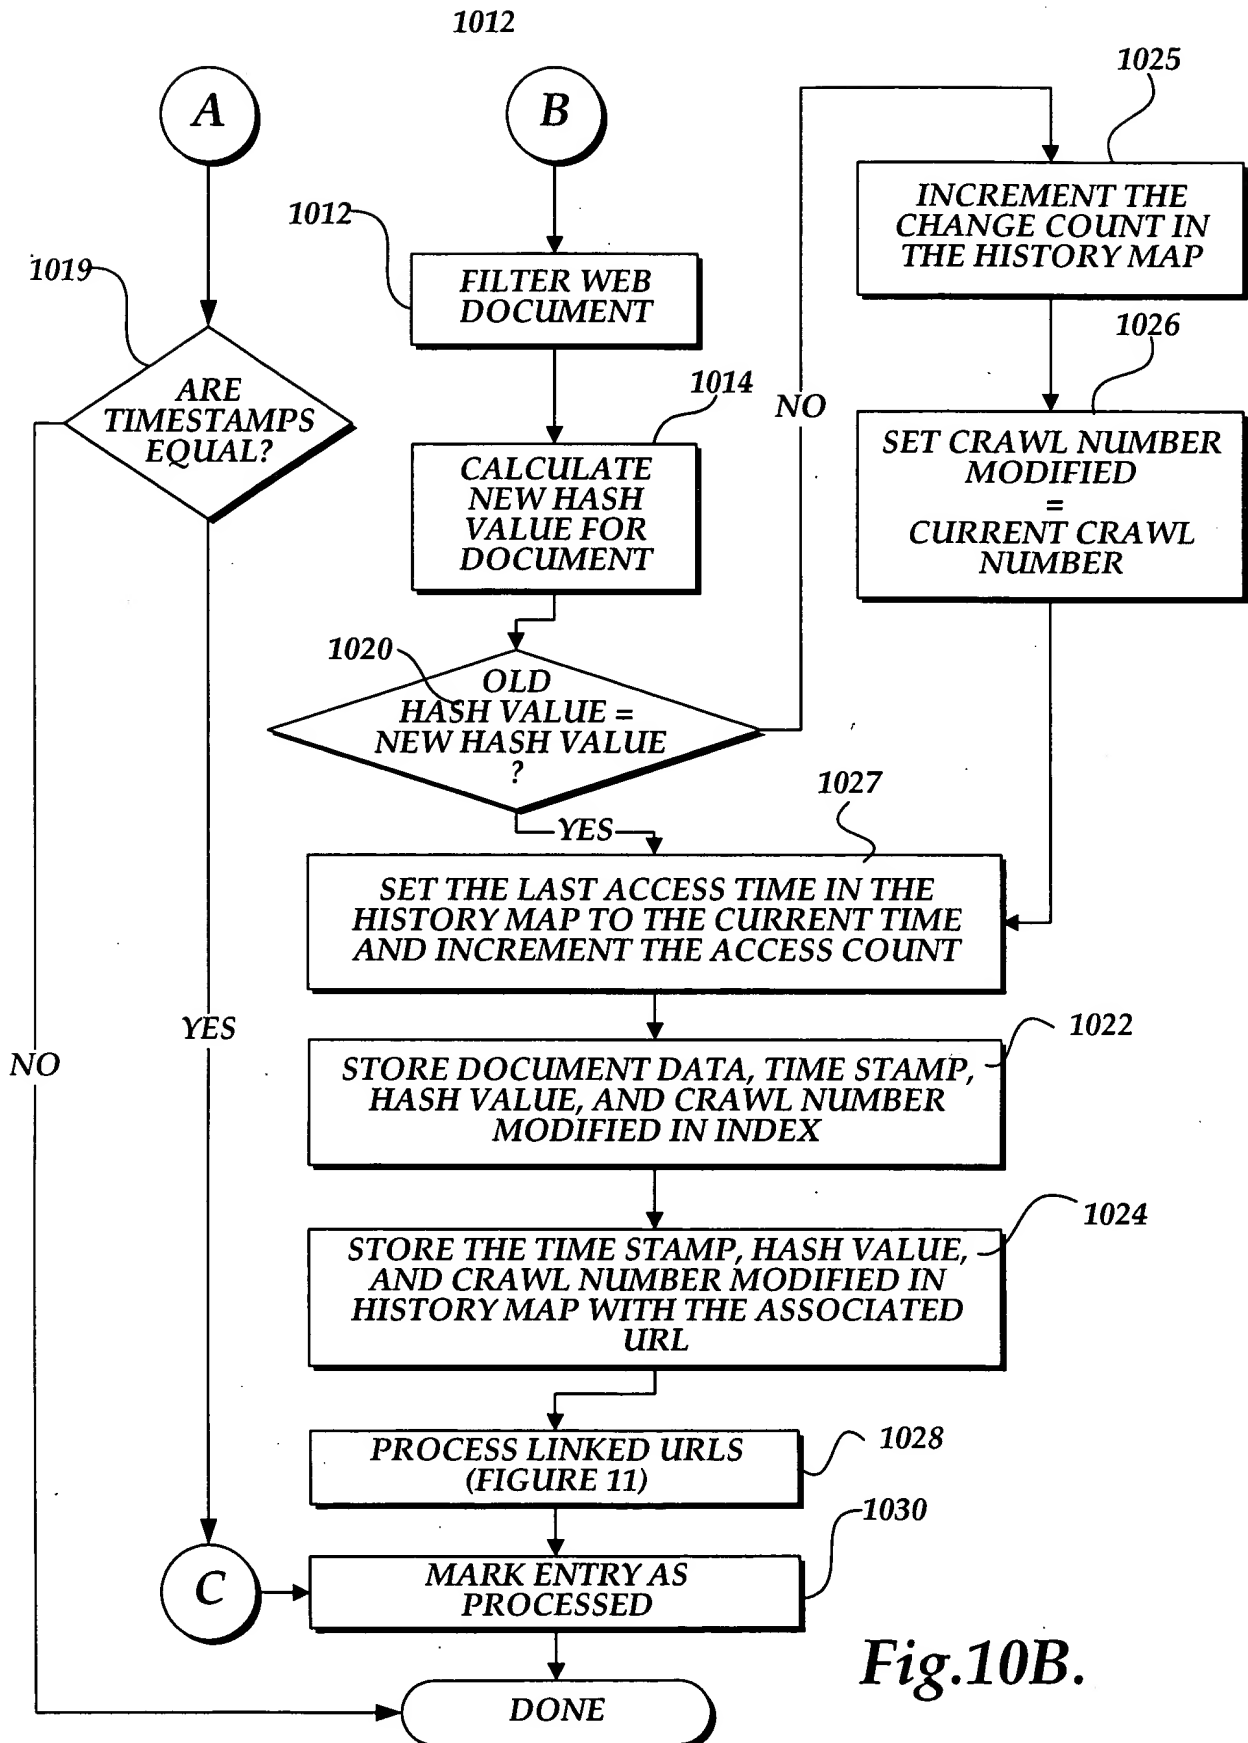 1012
A
B
1025
INCREMENT THE
CHANGE COUNT IN
THE HISTORY MAP
1012
FILTER WEB
DOCUMENT
1019
ARE
TIMESTAMPS
EQUAL?
1026
SET CRAWL NUMBER
MODIFIED
=
CURRENT CRAWL
NUMBER
1014
CALCULATE
NEW HASH
VALUE FOR
DOCUMENT
NO
1020
OLD
HASH VALUE =
NEW HASH VALUE
?
YES
1027
SET THE LAST ACCESS TIME IN THE
HISTORY MAP TO THE CURRENT TIME
AND INCREMENT THE ACCESS COUNT
YES
NO
1022
STORE DOCUMENT DATA, TIME STAMP,
HASH VALUE, AND CRAWL NUMBER
MODIFIED IN INDEX
1024
STORE THE TIME STAMP, HASH VALUE,
AND CRAWL NUMBER MODIFIED IN
HISTORY MAP WITH THE ASSOCIATED
URL
1028
PROCESS LINKED URLS
(FIGURE 11)
1030
C
MARK ENTRY AS
PROCESSED
DONE
Fig.10B.